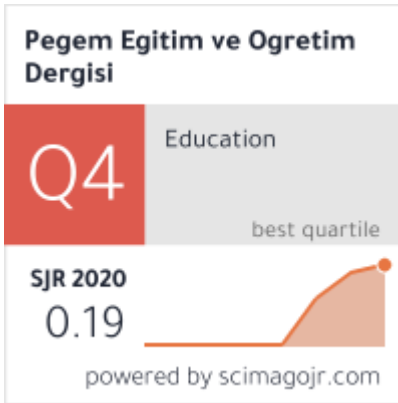 Pegem Egitim ve Ogretim
Dergisi
Q4
Education
best quartile
SJR 2020
0.19
powered by scimagojr.com